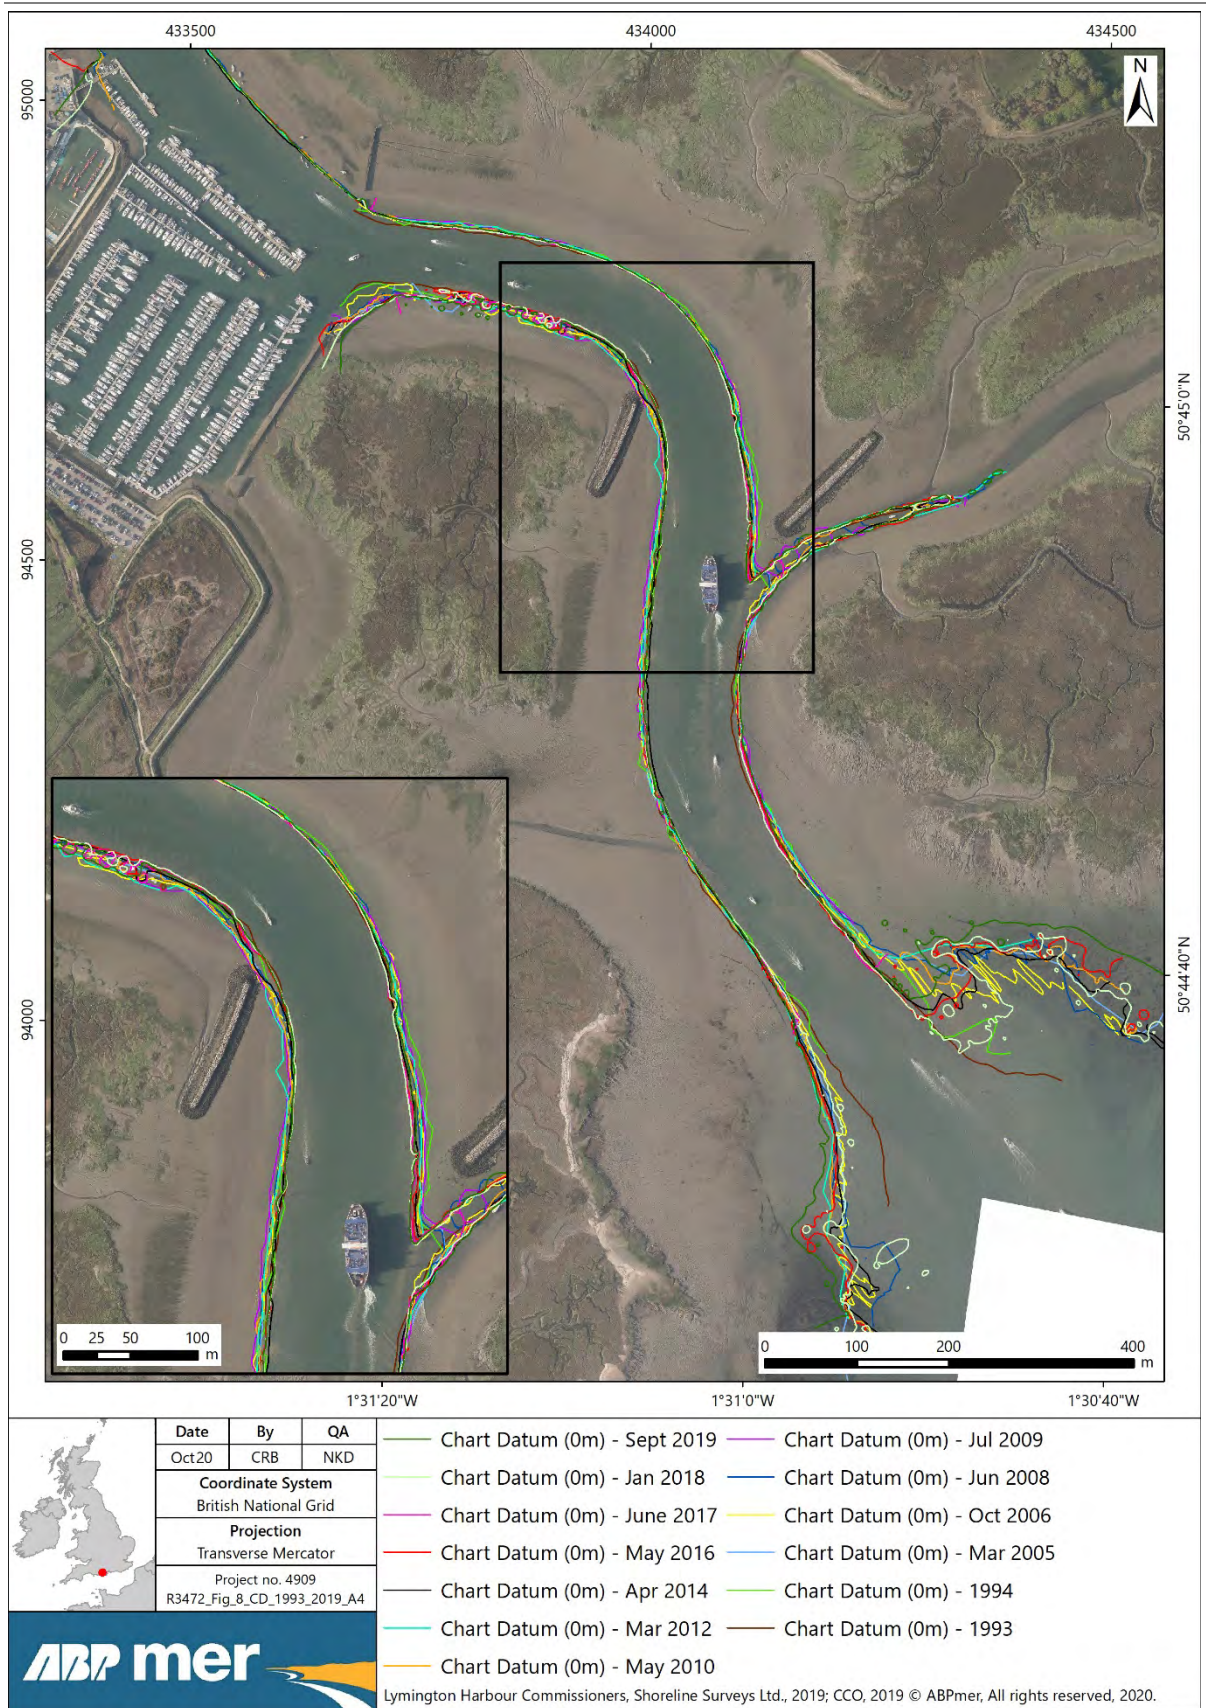 433500 434000 434500
N
95000
50°45'0"N
94500
50°44'40"N
94000
0 25 50 100
m
0 100 200 400
m
1°31'20"W 1°31'0"W 1°30'40"W
Date By QA
Oct20 CRB NKD
Coordinate System
British National Grid
Projection
Transverse Mercator
Project no. 4909
R3472_Fig_8_CD_1993_2019_A4
ABP mer
Chart Datum (0m) - Sept 2019
Chart Datum (0m) - Jan 2018
Chart Datum (0m) - June 2017
Chart Datum (0m) - May 2016
Chart Datum (0m) - Apr 2014
Chart Datum (0m) - Mar 2012
Chart Datum (0m) - May 2010
Chart Datum (0m) - Jul 2009
Chart Datum (0m) - Jun 2008
Chart Datum (0m) - Oct 2006
Chart Datum (0m) - Mar 2005
Chart Datum (0m) - 1994
Chart Datum (0m) - 1993
Lymington Harbour Commissioners, Shoreline Surveys Ltd., 2019; CCO, 2019 © ABPmer, All rights reserved, 2020.